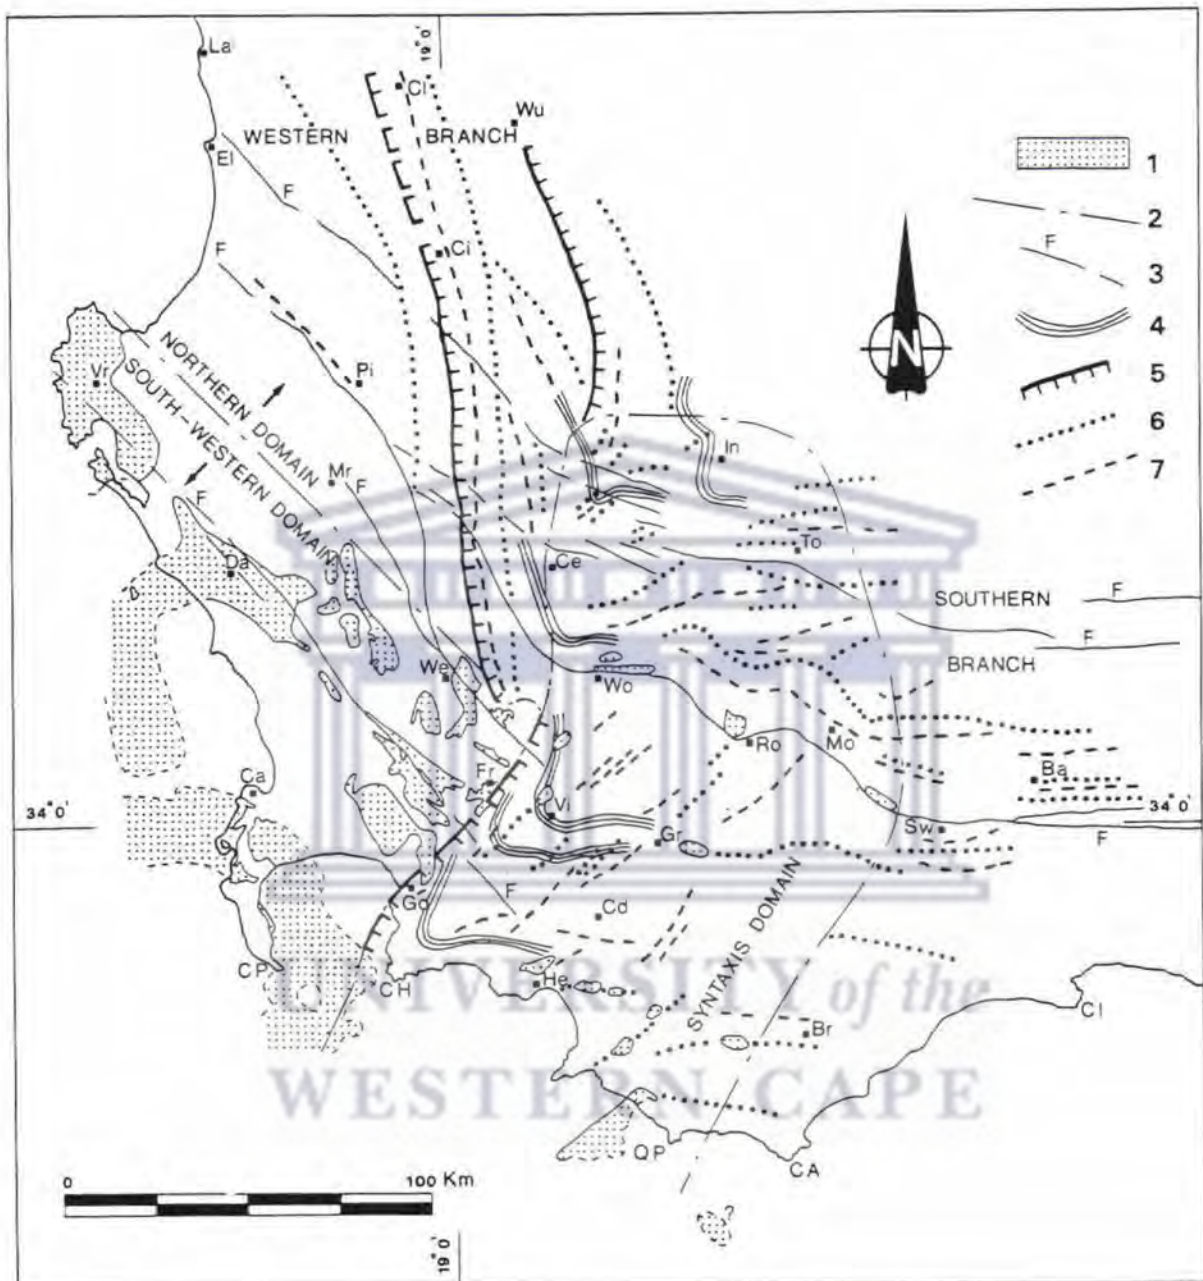 La
19°0'
Cl
WESTERN BRANCH
Wu
El
F
1
2
F
3
4
5
6
7
Ci
F
N
NORTHERN DOMAIN
SOUTH-WESTERN DOMAIN
Vr
Pi
Mr
F
In
F
Da
Ce
To
SOUTHERN
BRANCH
F
F
We
Wo
Ro
Mo
Ba
Ca
Fr
Vi
34°0'
34°0'
Gr
Sw
F
Go
F
Cd
SYNTAXIS DOMAIN
CP
CH
He
CI
Br
UNIVERSITY of the
WESTERN CAPE
QP
CA
0 100 Km
?
19°0'